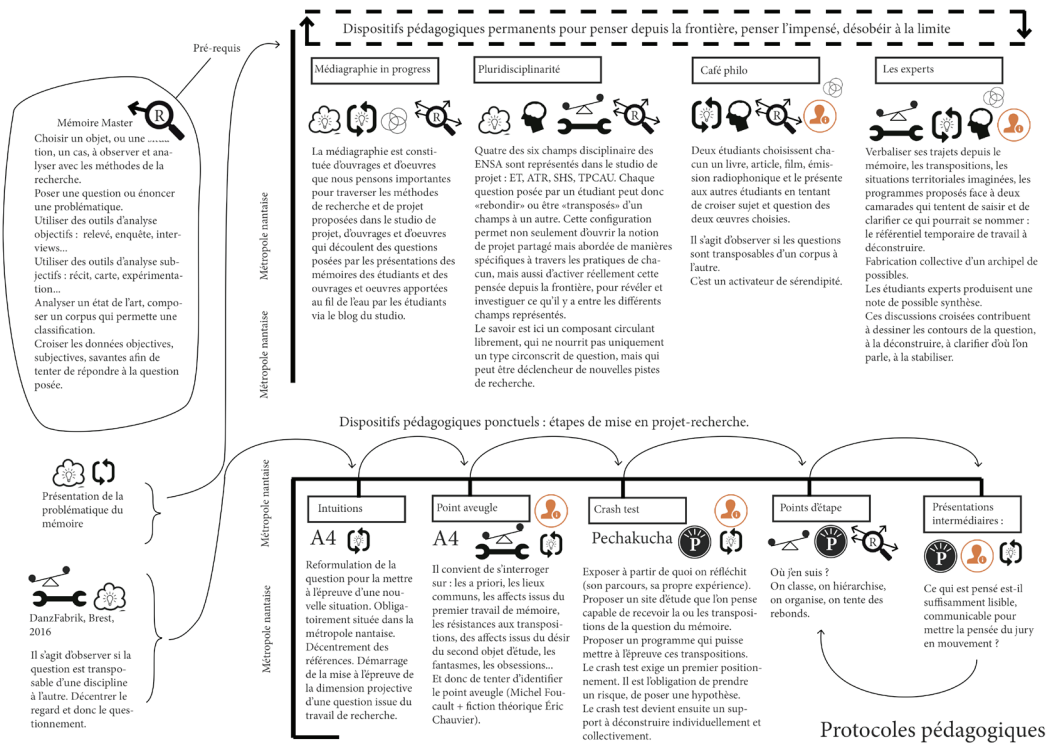 Dispositifs pédagogiques permanents pour penser depuis la frontière, penser l'impensé, désobéir à la limite
Pré-requis
Mémoire Master
R
Choisir un objet, ou une
tion, un cas, à observer et ana-
lyser avec les méthodes de la
recherche.
Poser une question ou énoncer
une problématique.
Utiliser des outils d'analyse
objectifs : relevé, enquête, inter-
views...
Utiliser des outils d'analyse sub-
jectifs : récit, carte, expérimenta-
tion...
Analyser un état de l'art, compo-
ser un corpus qui permette une
classification.
Croiser les données objectives,
subjectives, savantes afin de
tenter de répondre à la question
posée.
Métropole nantaise
Métropole nantaise
Médiagraphie in progress
R
La médiagraphie est consti-
tuée d'ouvrages et d'oeuvres
que nous pensons importantes
pour traverser les méthodes
de recherche et de projet
proposées dans le studio de
projet, d'ouvrages et d'oeuvres
qui découlent des questions
posées par les présentations des
mémoires des étudiants et des
ouvrages et oeuvres apportées
au fil de l'eau par les étudiants
via le blog du studio.
Pluridisciplinarité
R
Quatre des six champs disciplinaire des
ENSA sont représentés dans le studio de
projet : ET, ATR, SHS, TPCAU. Chaque
question posée par un étudiant peut donc
«rebondir» ou être «transposés» d'un
champs à un autre. Cette configuration
permet non seulement d'ouvrir la notion
de projet partagé mais abordée de manières
spécifiques à travers les pratiques de cha-
cun, mais aussi d'activer réellement cette
pensée depuis la frontière, pour révéler et
investiguer ce qu'il y a entre les différents
champs représentés.
Le savoir est ici un composant circulant
librement, qui ne nourrit pas uniquement
un type circonscrit de question, mais qui
peut être déclencheur de nouvelles pistes
de recherche.
Café philo
R
Deux étudiants choisissent cha-
cun un livre, article, film, émis-
sion radiophonique et le présente
aux autres étudiants en tentant
de croiser sujet et question des
deux œuvres choisies.
Il s'agit d'observer si les questions
sont transposables d'un corpus à
l'autre.
C'est un activateur de sérendipité.
Les experts
Verbaliser ses trajets depuis le
mémoire, les transpositions, les
situations territoriales imaginées, les
programmes proposés face à deux
camarades qui tentent de saisir et de
clarifier ce qui pourrait se nommer :
le référentiel temporaire de travail à
déconstruire.
Fabrication collective d'un archipel de
possibles.
Les étudiants experts produisent une
note de possible synthèse.
Ces discussions croisées contribuent
à dessiner les contours de la question,
à la déconstruire, à clarifier d'où l'on
parle, à la stabiliser.
Dispositifs pédagogiques ponctuels : étapes de mise en projet-recherche.
Présentation de la
problématique du
mémoire
DanzFabrik, Brest,
2016
Il s'agit d'observer si la
question est transpo-
sable d'une discipline
à l'autre. Décentrer le
regard et donc le ques-
tionnement.
Métropole nantaise
Métropole nantaise
Intuitions
A4
Reformulation de la
question pour la mettre
à l'épreuve d'une nou-
velle situation. Obliga-
toirement située dans la
métropole nantaise.
Décentrement des
références. Démarrage
de la mise à l'épreuve de
la dimension projective
d'une question issue du
travail de recherche.
Point aveugle
A4
Il convient de s'interroger
sur : les a priori, les lieux
communs, les affects issus du
premier travail de mémoire,
les résistances aux transposi-
tions, des affects issus du désir
du second objet d'étude, les
fantasmes, les obsessions...
Et donc de tenter d'identifier
le point aveugle (Michel Fou-
cault + fiction théorique Éric
Chauvier).
Crash test
Pechakucha
P
Exposer à partir de quoi on réfléchit
(son parcours, sa propre expérience).
Proposer un site d'étude que l'on pense
capable de recevoir la ou les transposi-
tions de la question du mémoire.
Proposer un programme qui puisse
mettre à l'épreuve ces transpositions.
Le crash test exige un premier position-
nement. Il est l'obligation de prendre
un risque, de poser une hypothèse.
Le crash test devient ensuite un sup-
port à déconstruire individuellement et
collectivement.
Points d'étape
P
R
Où j'en suis ?
On classe, on hiérarchise,
on organise, on tente des
rebonds.
Présentations
intermédiaires :
P
Ce qui est pensé est-il
suffisamment lisible,
communicable pour
mettre la pensée du jury
en mouvement ?
Protocoles pédagogiques